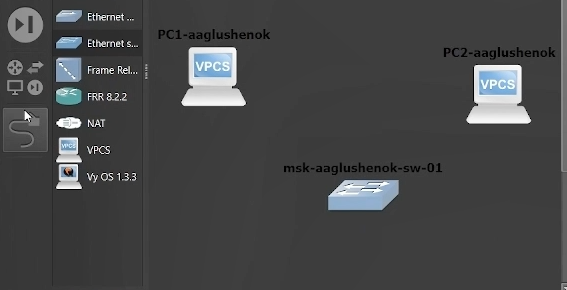 Ethernet ...
Ethernet s...
Frame Rel...
FRR 8.2.2
NAT
VPCS
Vy OS 1.3.3
PC1-aaglushenok
VPCS
PC2-aaglushenok
VPCS
msk-aaglushenok-sw-01